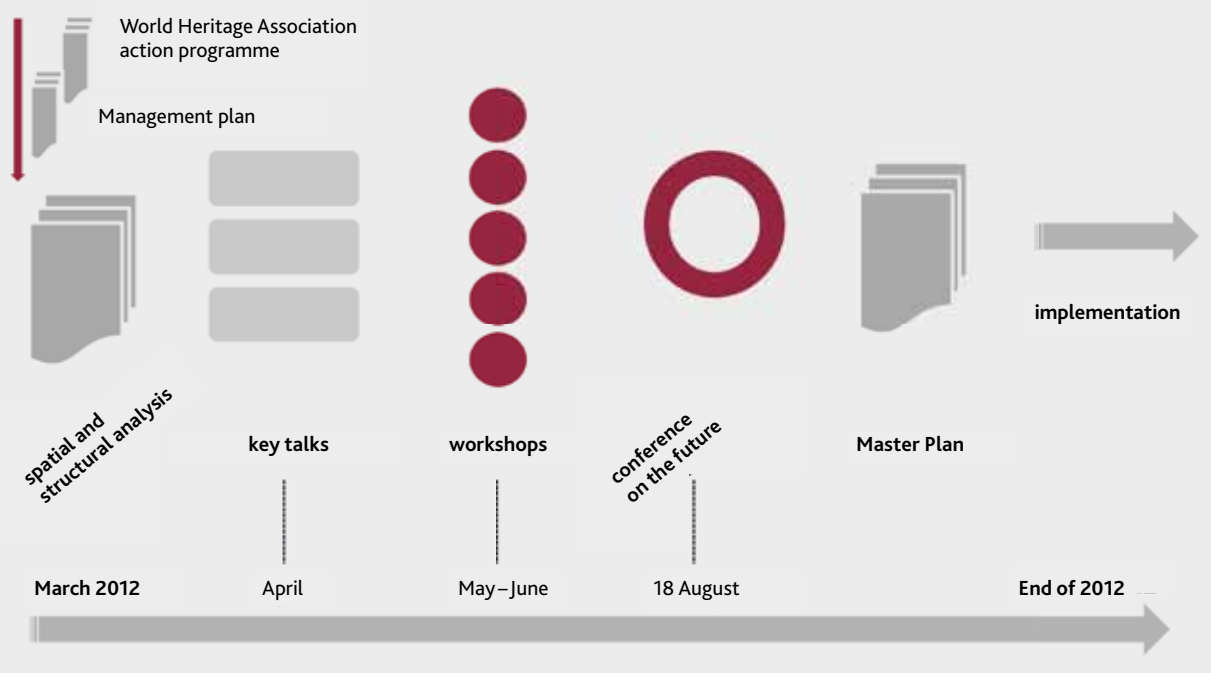 World Heritage Association
action programme
Management plan
spatial and
structural analysis
key talks
workshops
conference
on the future
Master Plan
implementation
March 2012
April
May–June
18 August
End of 2012